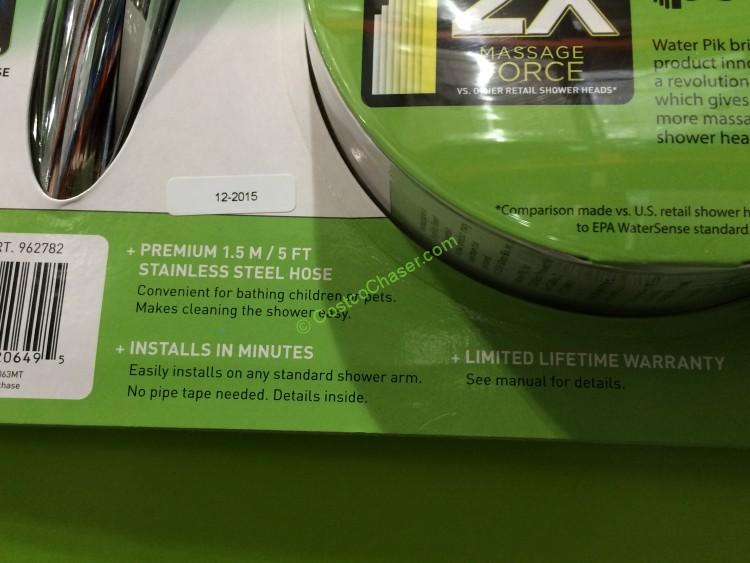 SE
2X
MASSAGE
FORCE
VS. OTHER RETAIL SHOWER HEADS*
Water Pik bri
product inno
a revolution
which gives
more massa
shower hea
12-2015
*Comparison made vs. U.S. retail shower h
to EPA WaterSense standard.
RT. 962782
20649 5
063MT
chase
+ PREMIUM 1.5 M / 5 FT
STAINLESS STEEL HOSE
Convenient for bathing children or pets.
Makes cleaning the shower easy.
© CostcoChaser.com
+ INSTALLS IN MINUTES
Easily installs on any standard shower arm.
No pipe tape needed. Details inside.
+ LIMITED LIFETIME WARRANTY
See manual for details.